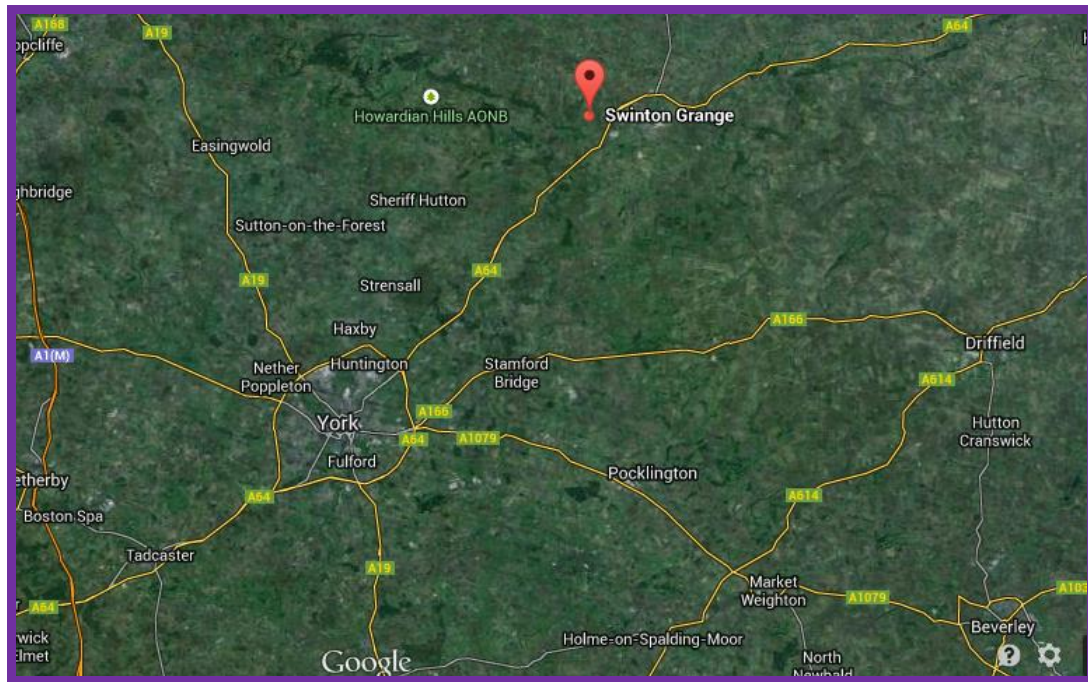 A168
opcliffe
A19
A64
Howardian Hills AONB
Swinton Grange
Easingwold
ghbridge
Sheriff Hutton
Sutton-on-the-Forest
A64
A19
Strensall
Haxby
A166
A1(M)
Nether
Poppleton
Huntington
Stamford
Bridge
Driffield
A614
A166
York
A64
A1079
Hutton
Cranswick
Fulford
Pocklington
etherby
A64
A614
Boston Spa
Tadcaster
A19
Market
Weighton
A1079
A103
A64
rwick
Elmet
Holme-on-Spalding-Moor
Beverley
Google
North
Newbald
?